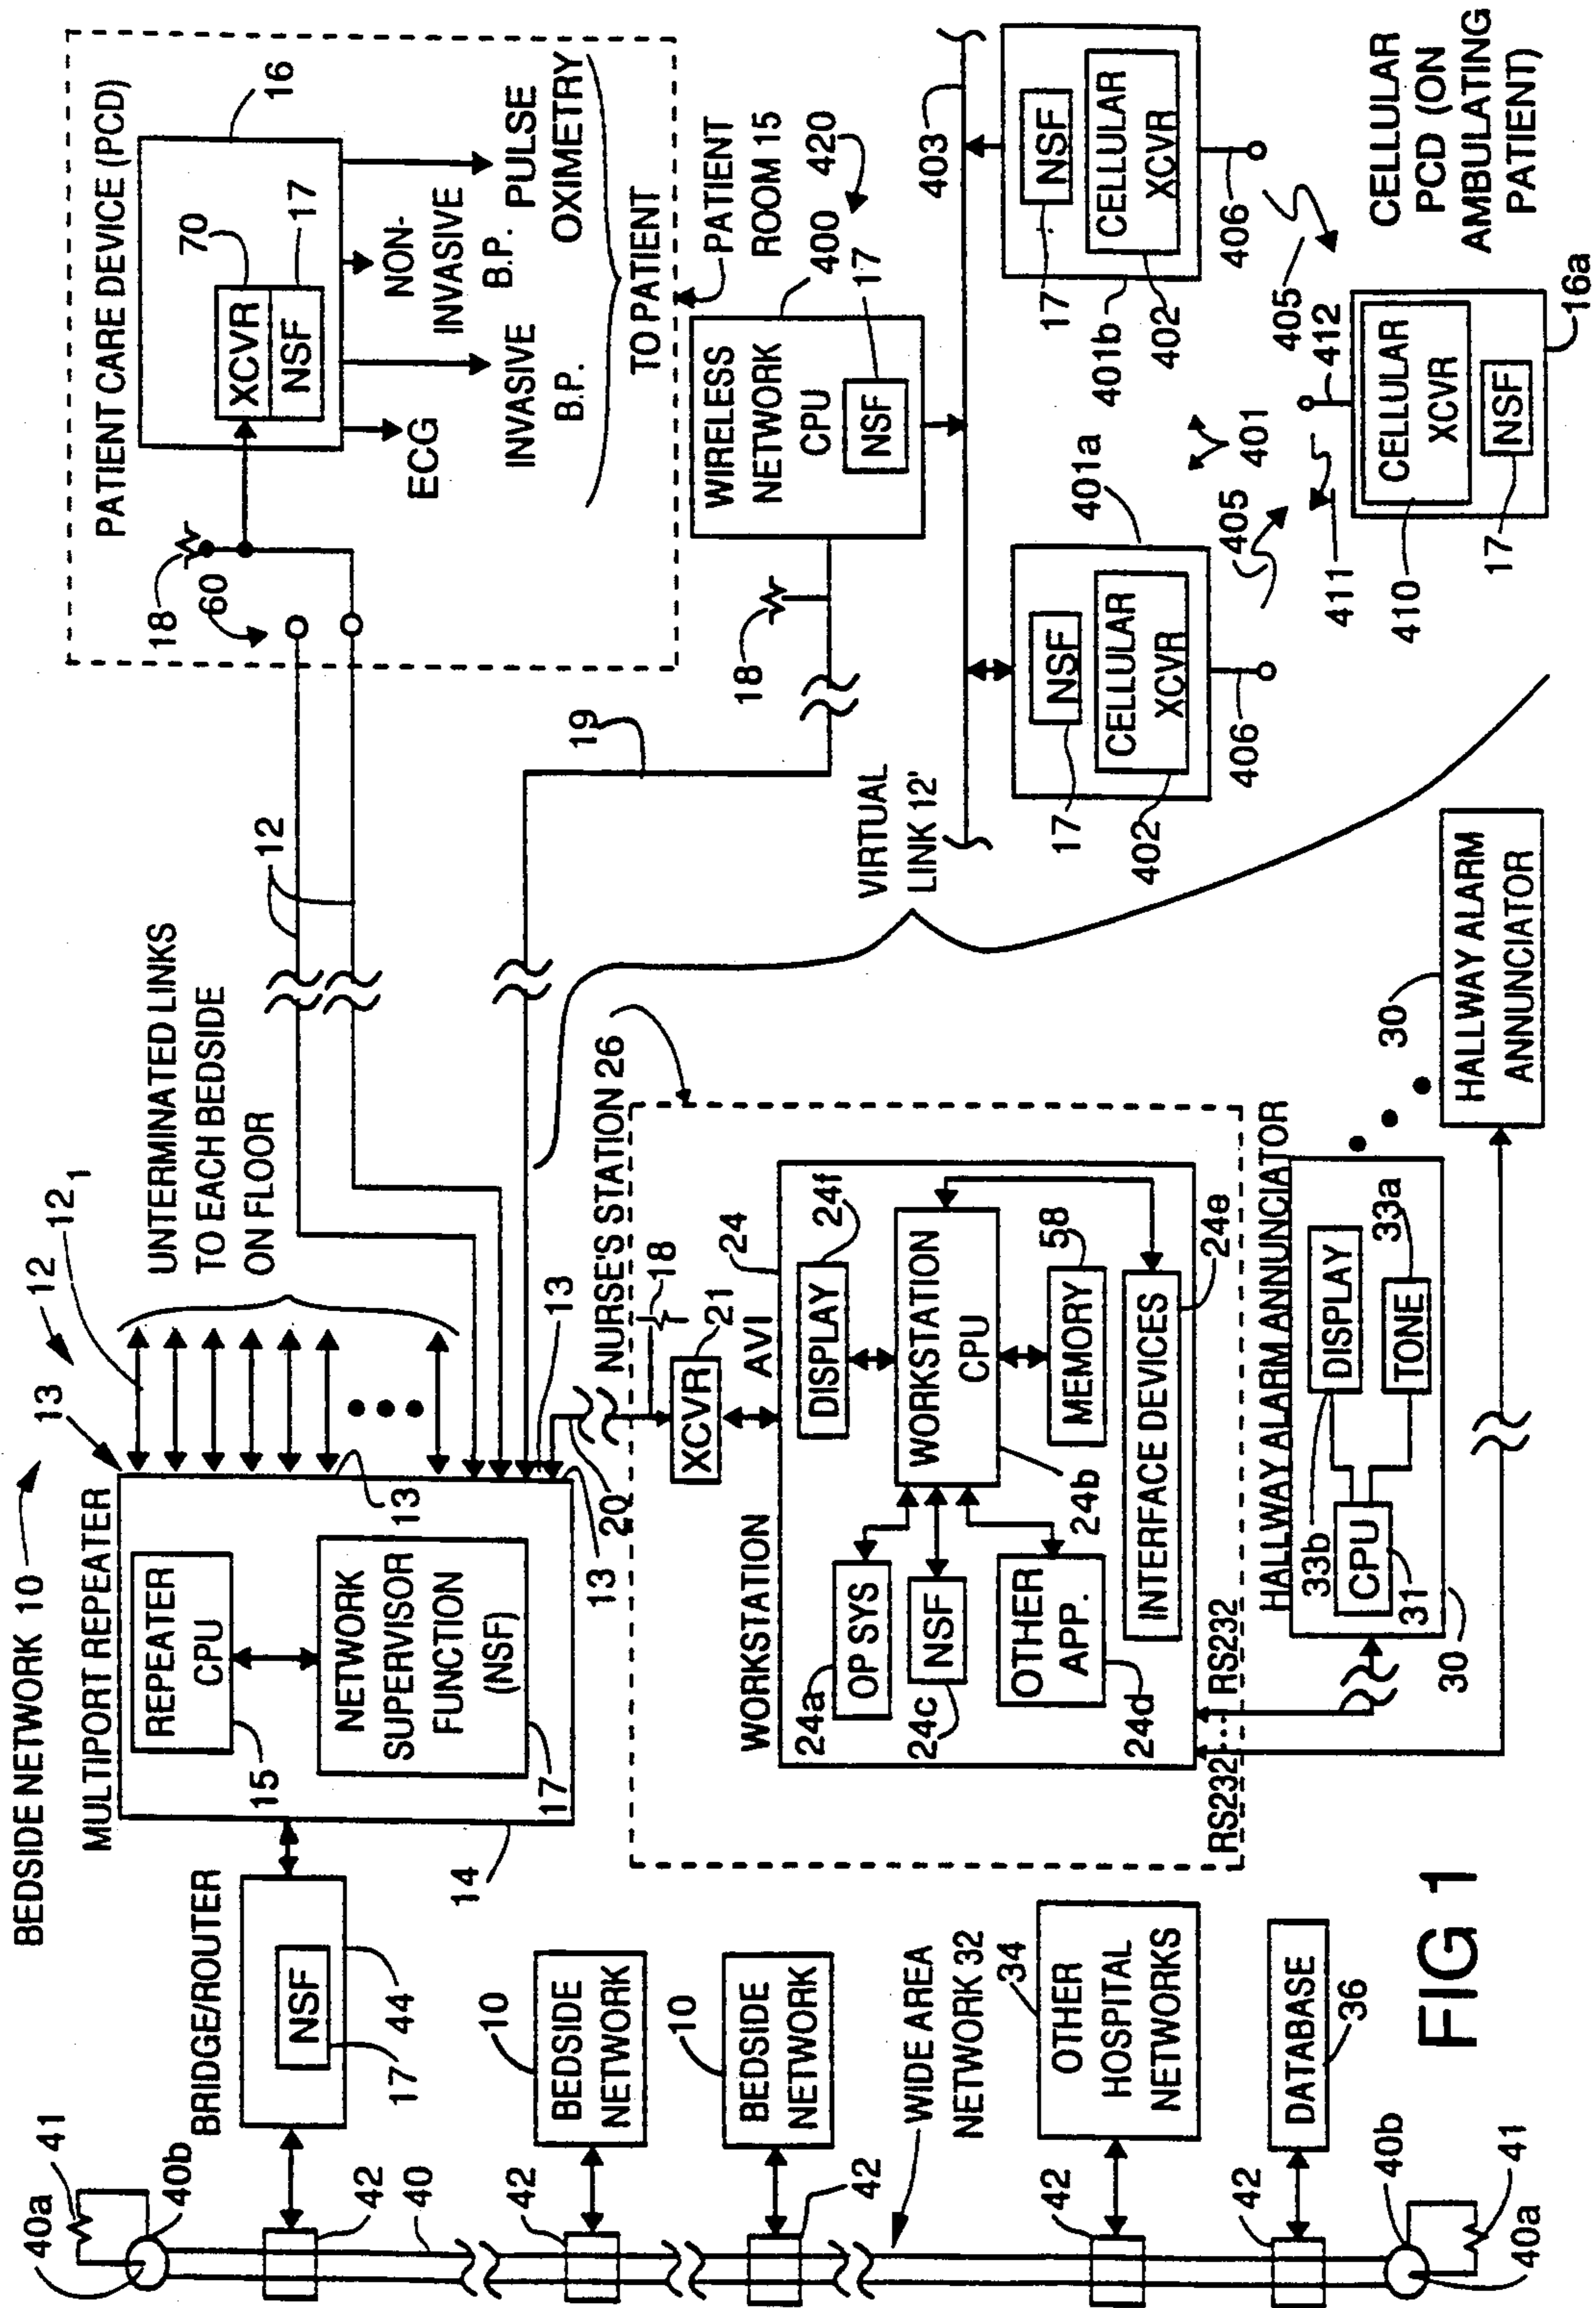 BEDSIDE NETWORK 10
MULTIPORT REPEATER
13
12
12₁
REPEATER
CPU
15
NETWORK
SUPERVISOR
FUNCTION
(NSF)
17
14
13
13
13
20
UNTERMINATED LINKS
TO EACH BEDSIDE
ON FLOOR
12
19
PATIENT CARE DEVICE (PCD)
16
70
XCVR
NSF
17
18
60
ECG
INVASIVE
B.P.
NON-
INVASIVE
B.P.
PULSE
OXIMETRY
TO PATIENT
PATIENT
ROOM 15
WIRELESS
NETWORK
CPU
NSF
400
17
420
18
403
VIRTUAL
LINK 12'
NSF
CELLULAR
XCVR
17
402
401a
406
405
401
NSF
CELLULAR
XCVR
17
401b
402
406
405
CELLULAR
PCD (ON
AMBULATING
PATIENT)
411
412
CELLULAR
XCVR
NSF
410
17
16a
BRIDGE/ROUTER
NSF
17
44
41
40a
40b
42
40
42
10
BEDSIDE
NETWORK
10
BEDSIDE
NETWORK
42
WIDE AREA
NETWORK 32
34
OTHER
HOSPITAL
NETWORKS
42
DATABASE
36
42
40b
41
40a
NURSE'S STATION 26
18
XCVR
21
AVI
24
WORKSTATION
DISPLAY
24f
WORKSTATION
CPU
24b
MEMORY
58
OP SYS
24a
NSF
24c
OTHER
APP.
24d
INTERFACE DEVICES
24e
RS232
...
RS232
HALLWAY ALARM ANNUNCIATOR
DISPLAY
33b
TONE
33a
CPU
31
30
30
HALLWAY ALARM
ANNUNCIATOR
FIG 1